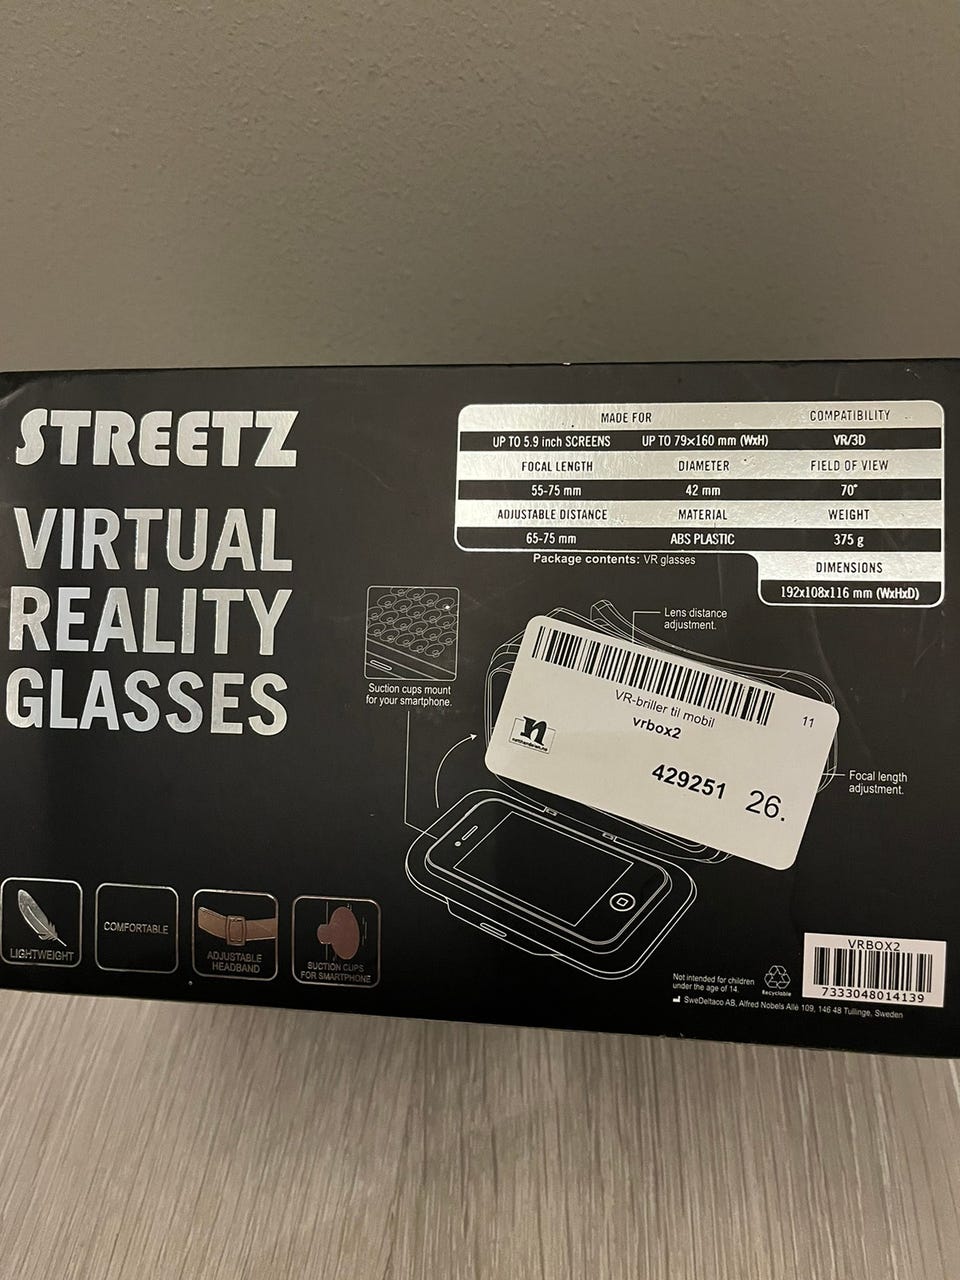 STREETZ
VIRTUAL
REALITY
GLASSES
MADE FOR COMPATIBILITY
UP TO 5.9 inch SCREENS UP TO 79×160 mm (WxH) VR/3D
FOCAL LENGTH DIAMETER FIELD OF VIEW
55-75 mm 42 mm 70°
ADJUSTABLE DISTANCE MATERIAL WEIGHT
65-75 mm ABS PLASTIC 375 g
DIMENSIONS
192x108x116 mm (WxHxD)
Package contents: VR glasses
Lens distance
adjustment.
Suction cups mount
for your smartphone.
VR-briller til mobil
vrbox2
11
n
429251 26.
Focal length
adjustment.
LIGHTWEIGHT
COMFORTABLE
ADJUSTABLE
HEADBAND
SUCTION CUPS
FOR SMARTPHONE
Not intended for children
under the age of 14.
Recyclable
SweDeltaco AB, Alfred Nobels Allé 109, 146 48 Tullinge, Sweden
VRBOX2
7333048014139